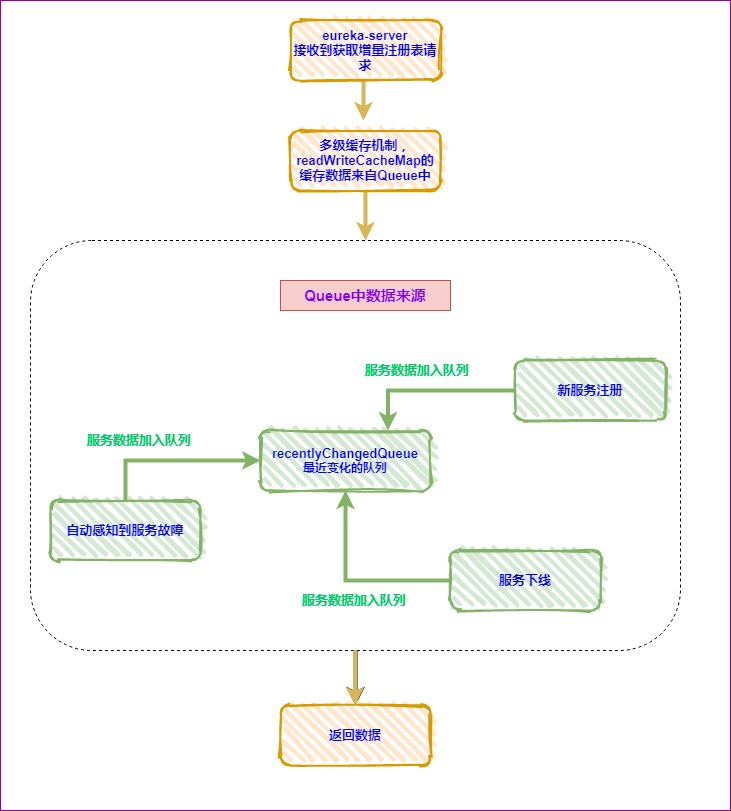 eureka-server
接收到获取增量注册表请
求
多级缓存机制，
readWriteCacheMap的
缓存数据来自Queue中
Queue中数据来源
服务数据加入队列
新服务注册
服务数据加入队列
recentlyChangedQueue
最近变化的队列
自动感知到服务故障
服务下线
服务数据加入队列
返回数据